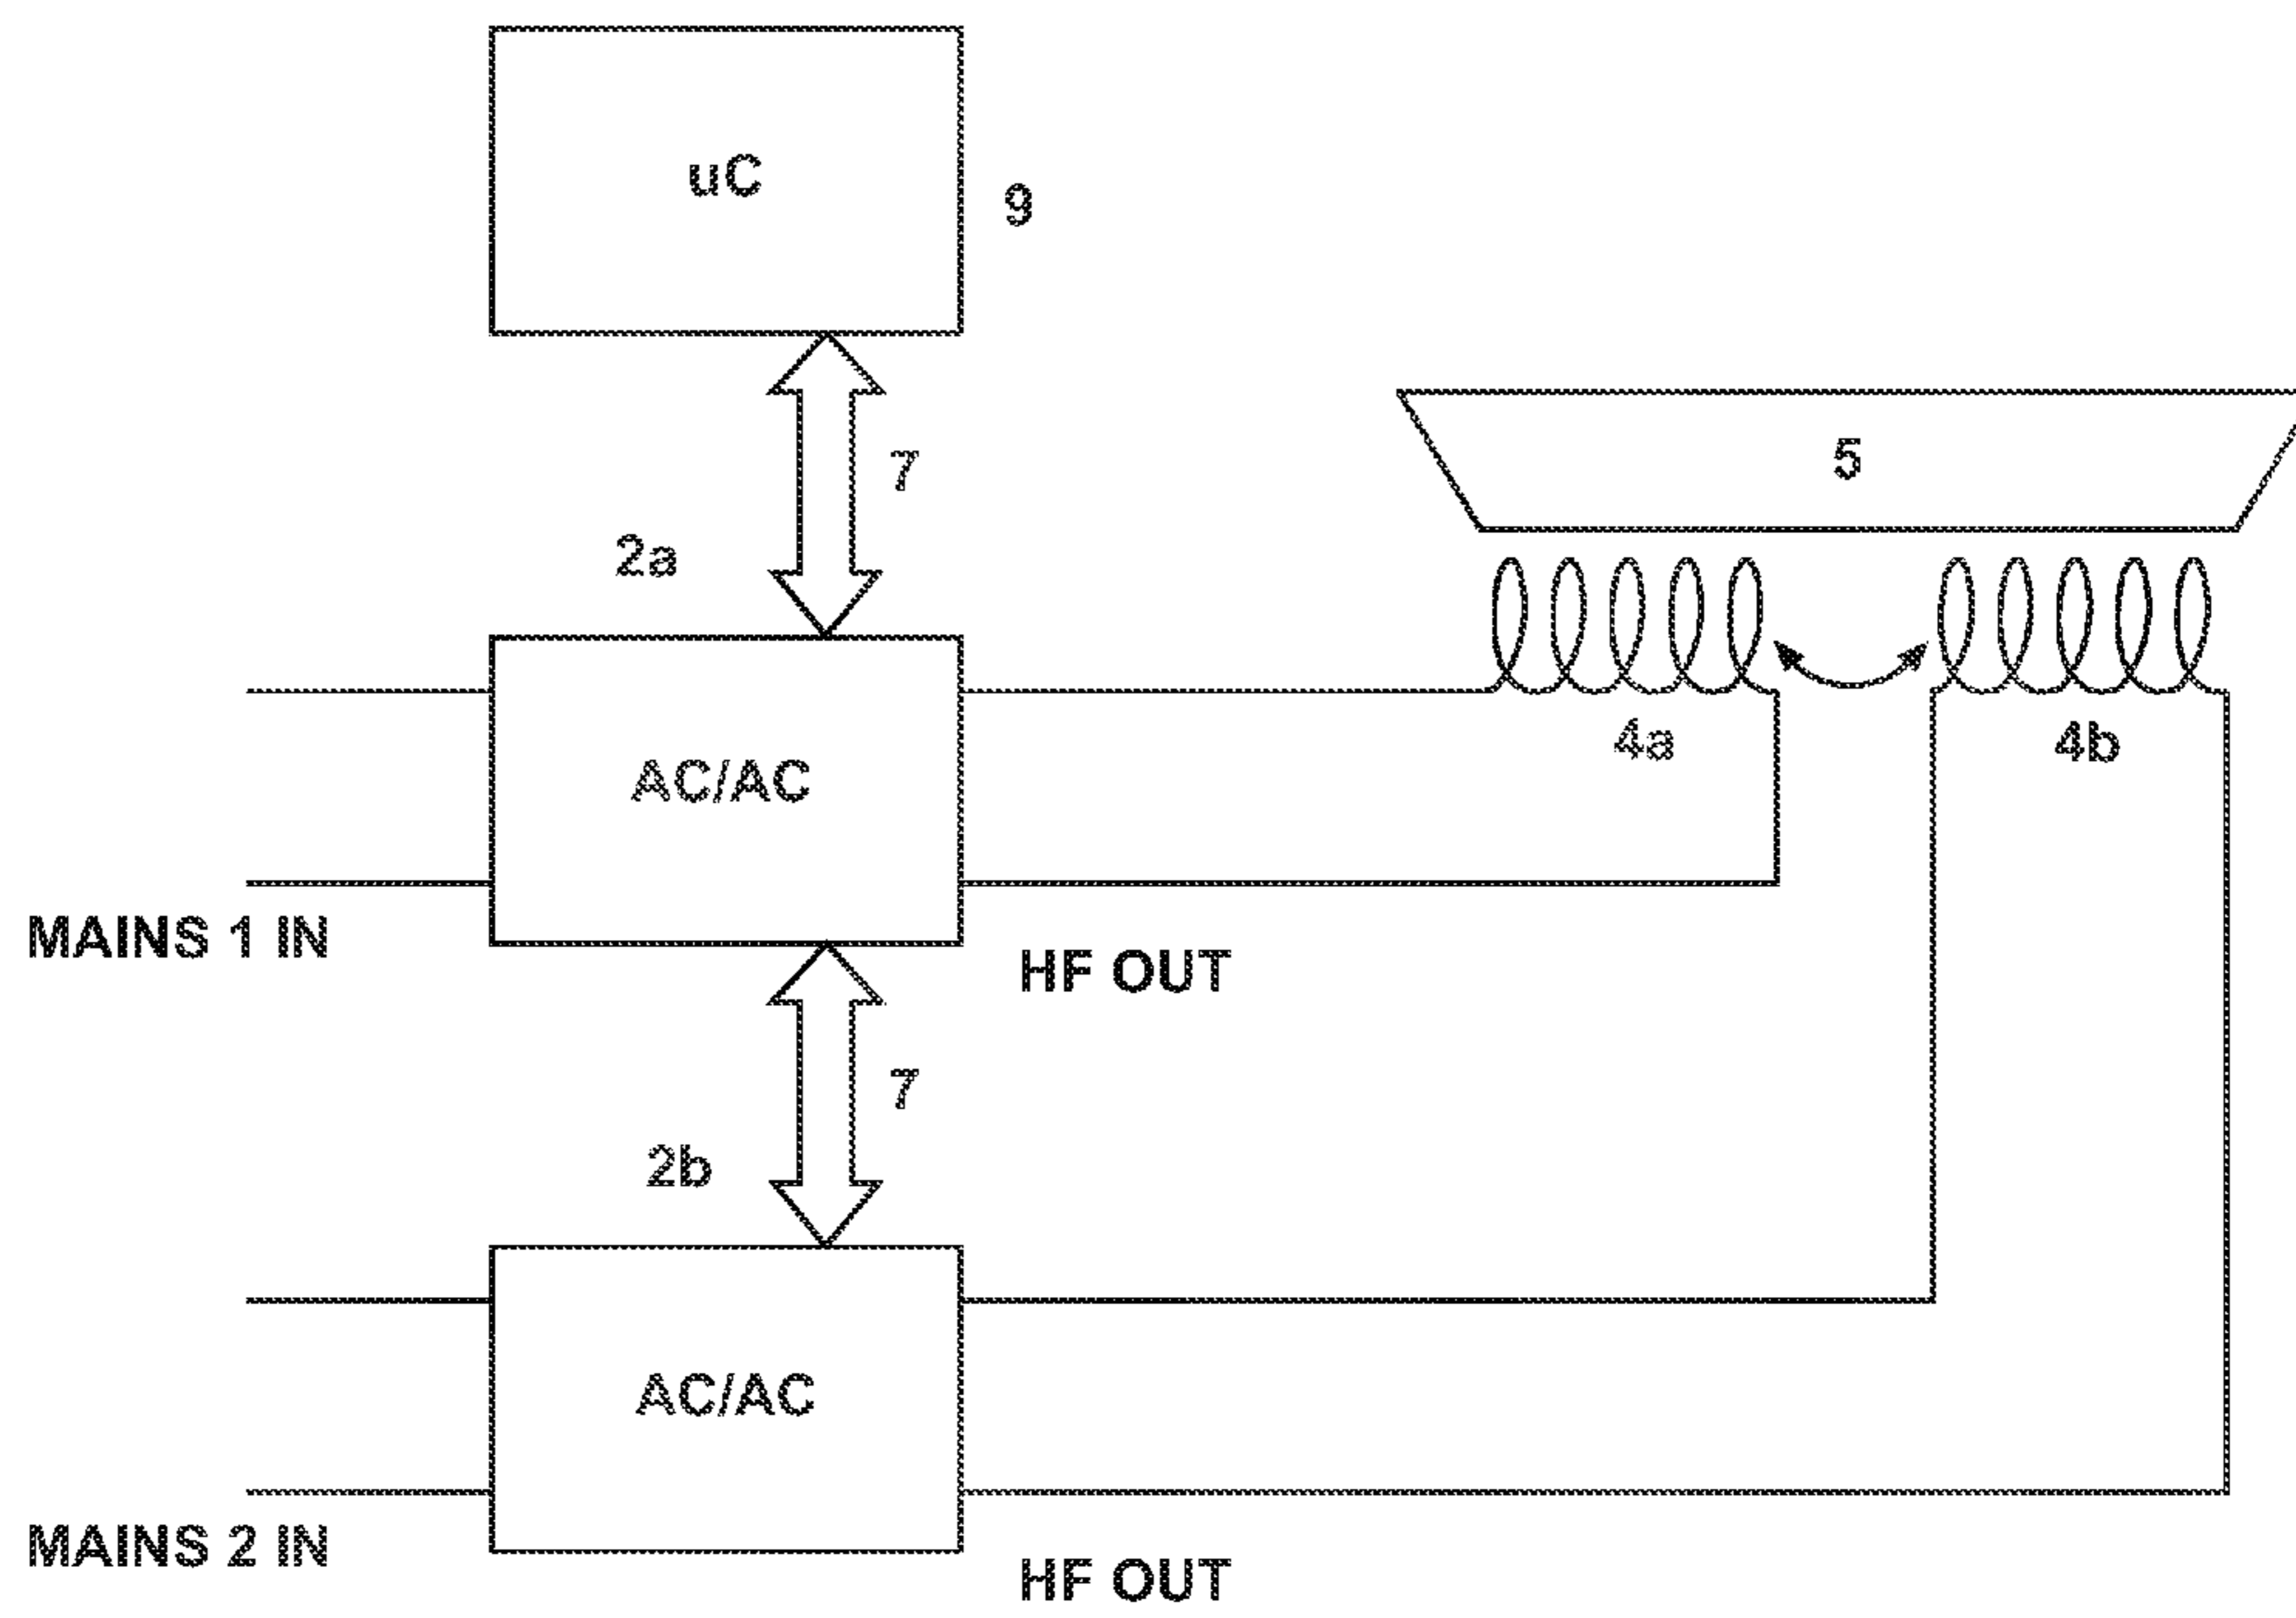 uC
9
7
5
2a
4a
4b
AC/AC
MAINS 1 IN
HF OUT
7
2b
AC/AC
MAINS 2 IN
HF OUT